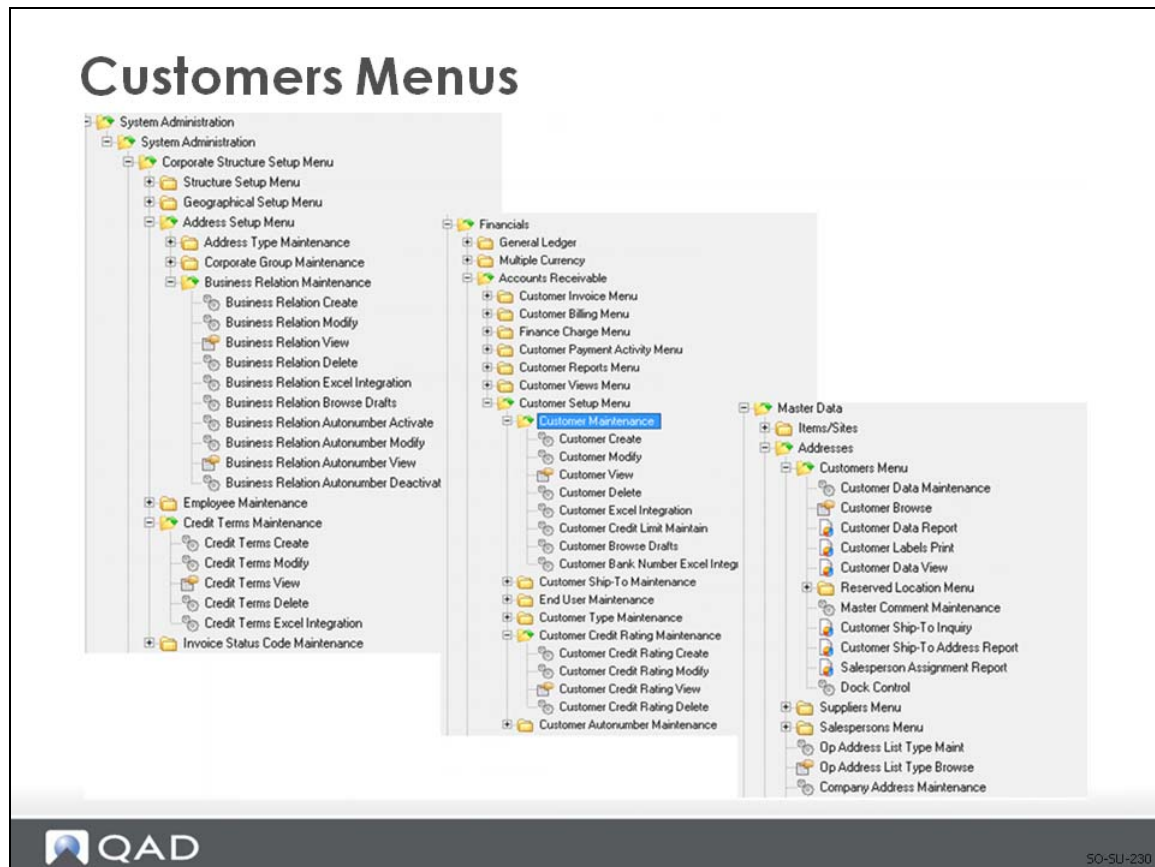 Customers Menus
System Administration
System Administration
Corporate Structure Setup Menu
Structure Setup Menu
Geographical Setup Menu
Address Setup Menu
Address Type Maintenance
Corporate Group Maintenance
Business Relation Maintenance
Business Relation Create
Business Relation Modify
Business Relation View
Business Relation Delete
Business Relation Excel Integration
Business Relation Browse Drafts
Business Relation Autonumber Activate
Business Relation Autonumber Modify
Business Relation Autonumber View
Business Relation Autonumber Deactivat
Employee Maintenance
Credit Terms Maintenance
Credit Terms Create
Credit Terms Modify
Credit Terms View
Credit Terms Delete
Credit Terms Excel Integration
Invoice Status Code Maintenance
Financials
General Ledger
Multiple Currency
Accounts Receivable
Customer Invoice Menu
Customer Billing Menu
Finance Charge Menu
Customer Payment Activity Menu
Customer Reports Menu
Customer Views Menu
Customer Setup Menu
Customer Maintenance
Customer Create
Customer Modify
Customer View
Customer Delete
Customer Excel Integration
Customer Credit Limit Maintain
Customer Browse Drafts
Customer Bank Number Excel Integr
Customer Ship-To Maintenance
End User Maintenance
Customer Type Maintenance
Customer Credit Rating Maintenance
Customer Credit Rating Create
Customer Credit Rating Modify
Customer Credit Rating View
Customer Credit Rating Delete
Customer Autonumber Maintenance
Master Data
Items/Sites
Addresses
Customers Menu
Customer Data Maintenance
Customer Browse
Customer Data Report
Customer Labels Print
Customer Data View
Reserved Location Menu
Master Comment Maintenance
Customer Ship-To Inquiry
Customer Ship-To Address Report
Salesperson Assignment Report
Dock Control
Suppliers Menu
Salespersons Menu
Op Address List Type Maint
Op Address List Type Browse
Company Address Maintenance
QAD
SO-SU-230